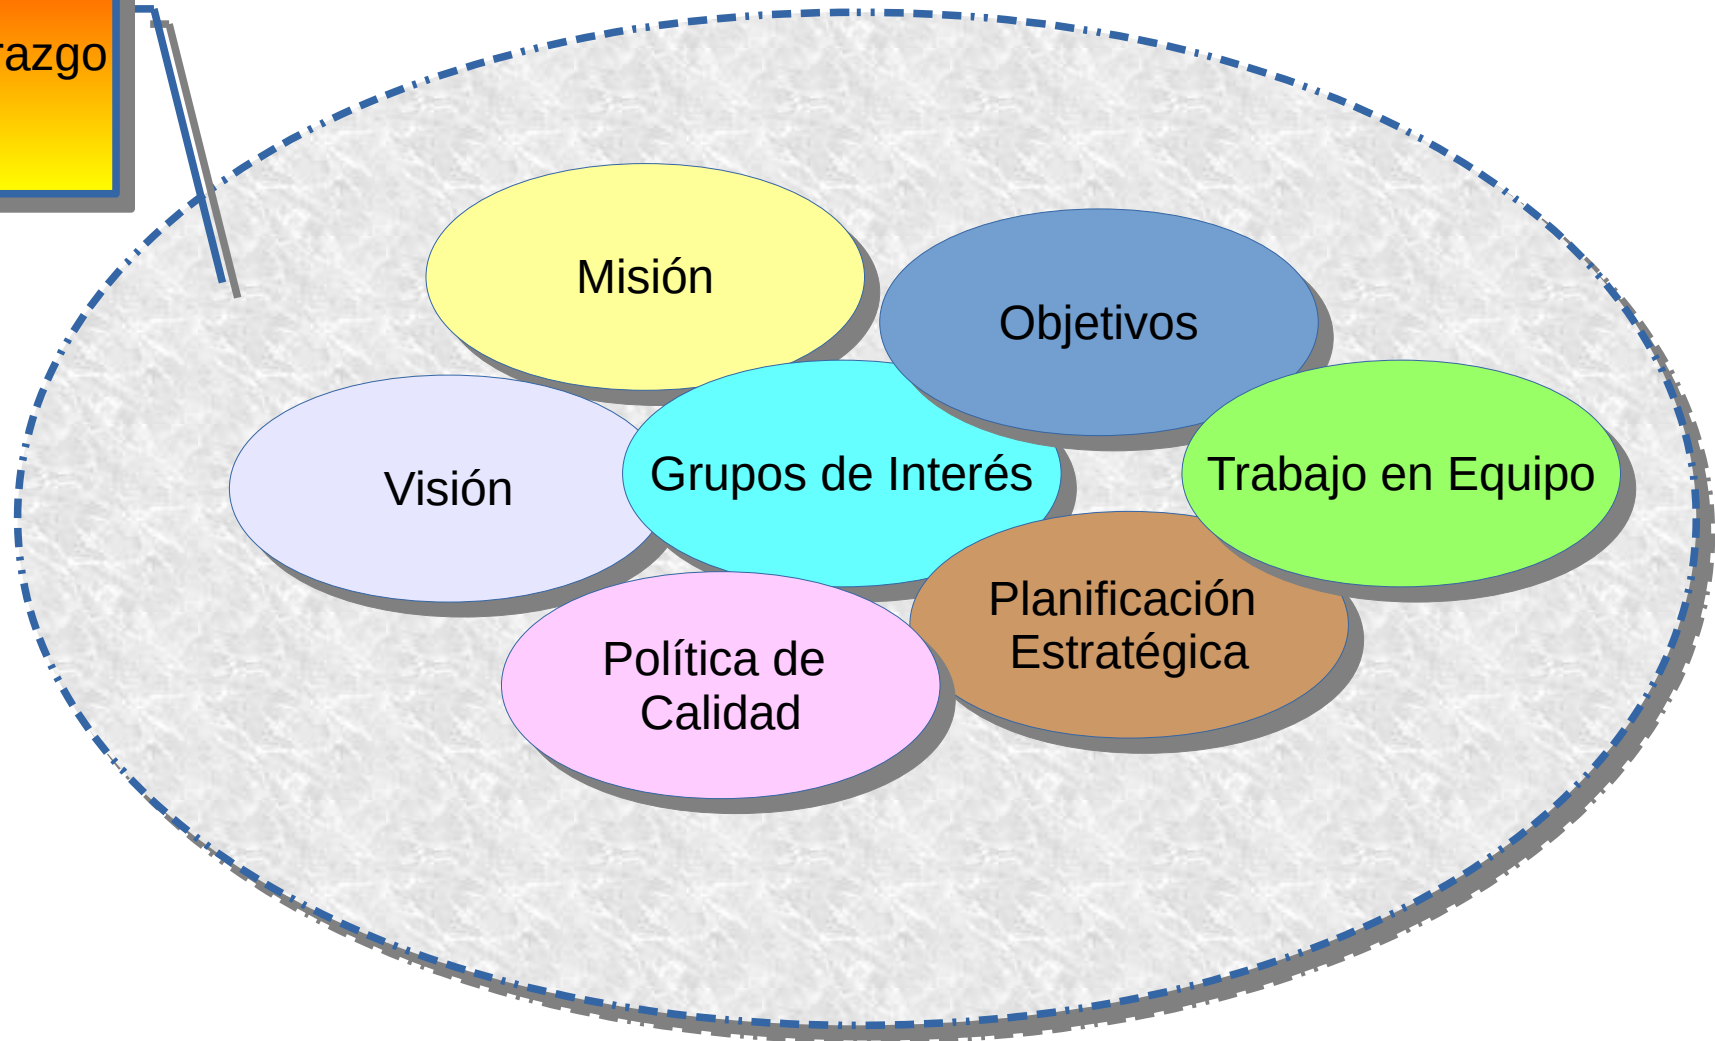 razgo
Misión
Objetivos
Visión
Grupos de Interés
Trabajo en Equipo
Planificación
Estratégica
Política de
Calidad